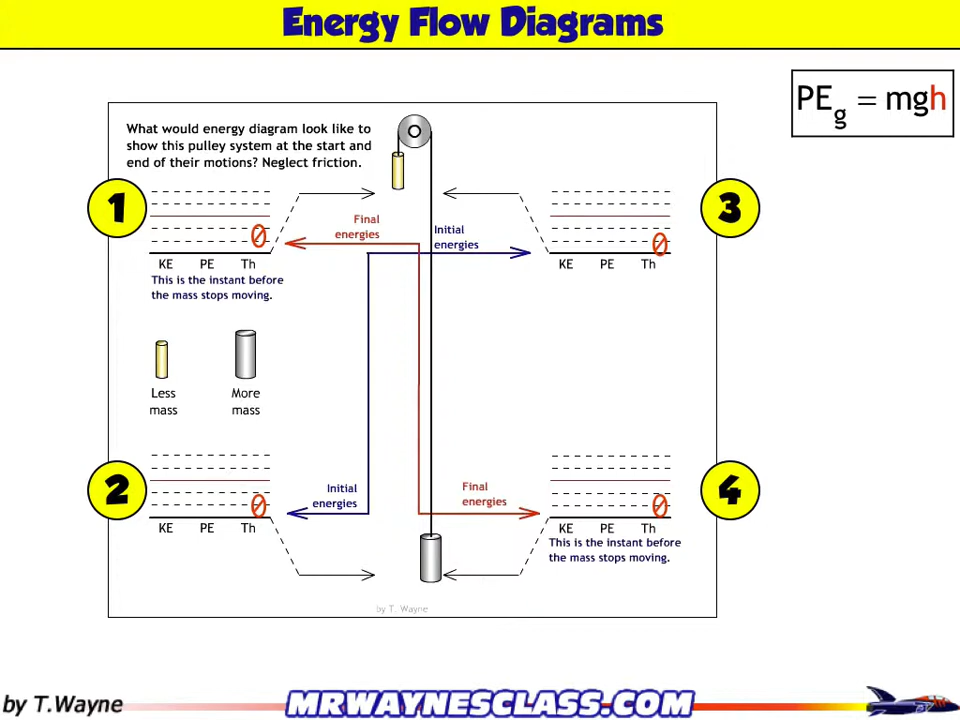 Energy Flow Diagrams
PEg = mgh
What would energy diagram look like to
show this pulley system at the start and
end of their motions? Neglect friction.
1
0
KE PE Th
This is the instant before
the mass stops moving.
Final
energies
Initial
energies
3
0
KE PE Th
Less
mass
More
mass
2
0
KE PE Th
Initial
energies
Final
energies
4
0
KE PE Th
This is the instant before
the mass stops moving.
by T. Wayne
by T.Wayne
MRWAYNESCLASS.COM